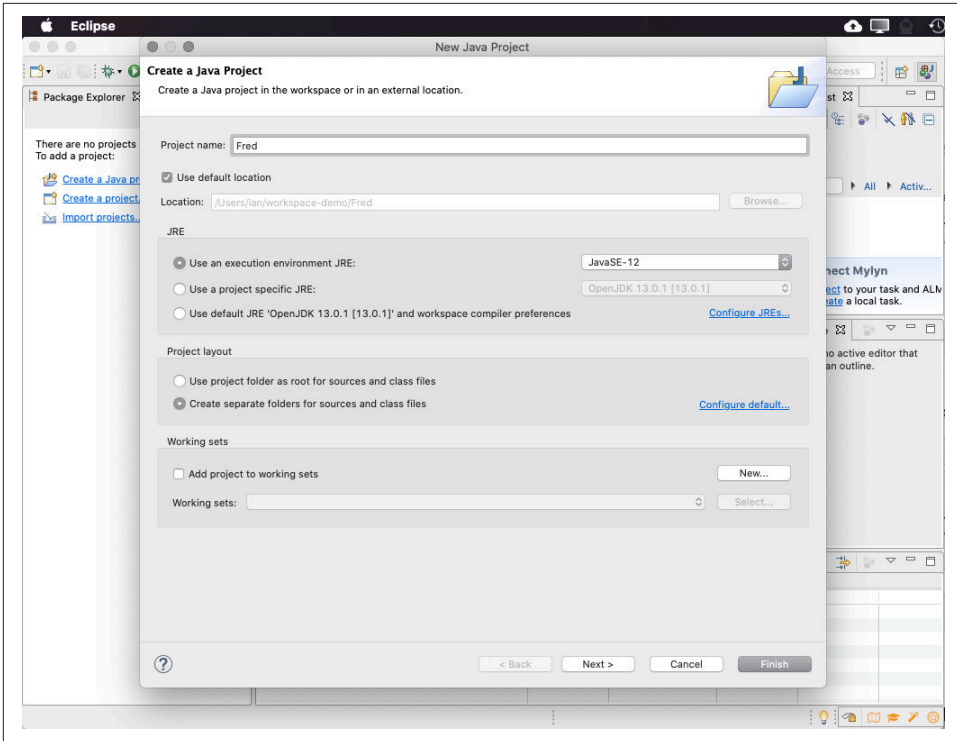 Eclipse
New Java Project
Create a Java Project
Create a Java project in the workspace or in an external location.
Access
Package Explorer
st
There are no projects
To add a project:
Create a Java pr
Create a project.
Import projects..
Project name: Fred
Use default location
Location: /Users/ian/workspace-demo/Fred Browse...
All Activ...
JRE
Use an execution environment JRE: JavaSE-12
Use a project specific JRE: OpenJDK 13.0.1 [13.0.1]
Use default JRE 'OpenJDK 13.0.1 [13.0.1]' and workspace compiler preferences Configure JREs...
nect Mylyn
ect to your task and ALM
eate a local task.
Project layout
Use project folder as root for sources and class files
Create separate folders for sources and class files Configure default...
no active editor that
an outline.
Working sets
Add project to working sets New...
Working sets: Select...
? < Back Next > Cancel Finish